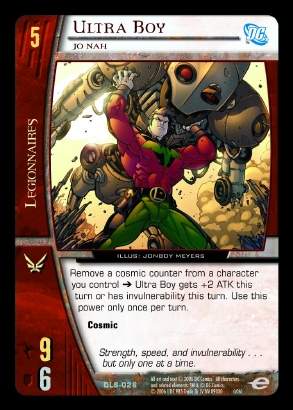 5
ULTRA BOY
JO NAH
DC
LEGIONNAIRES
ILLUS: JONBOY MEYERS
Remove a cosmic counter from a character
you control ➔ Ultra Boy gets +2 ATK this
turn or has invulnerability this turn. Use this
power only once per turn.
Cosmic
Strength, speed, and invulnerability . . .
but only one at a time.
9
6